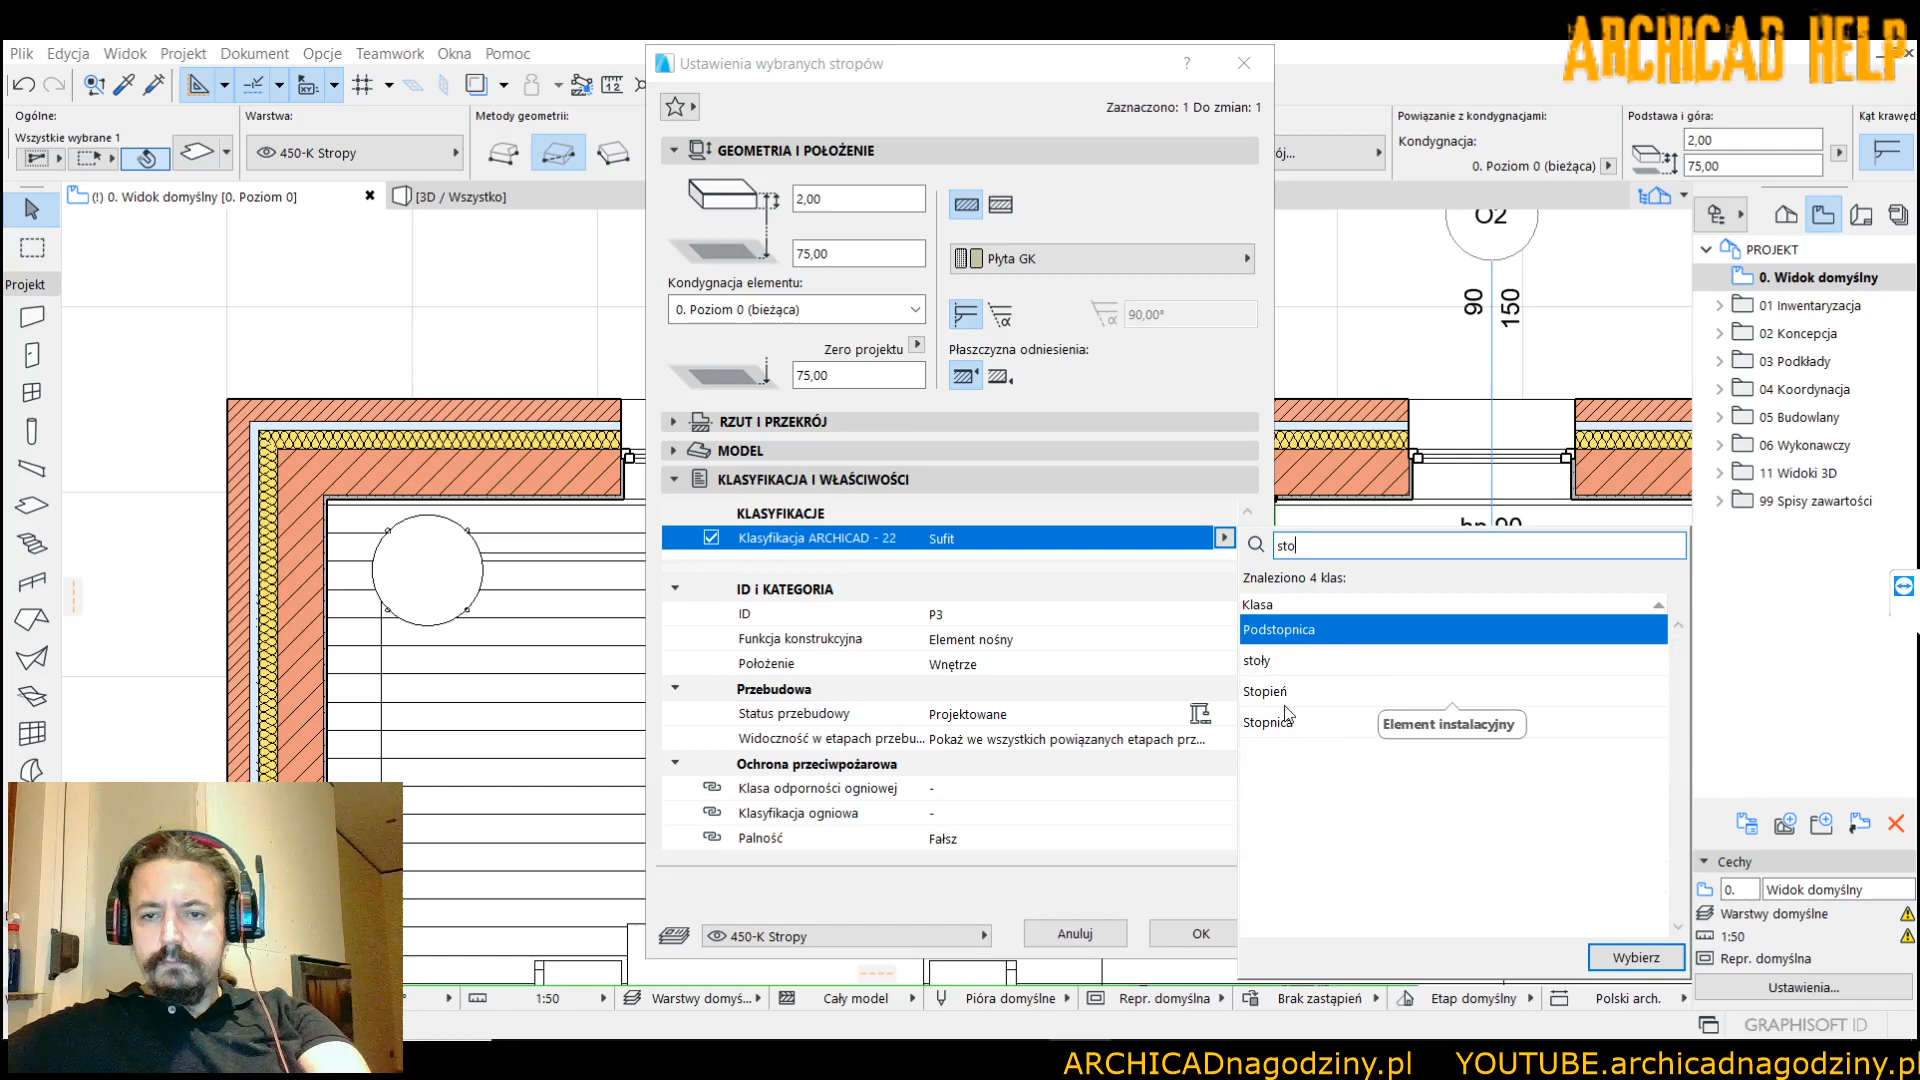 ARCHICAD HELP
Plik Edycja Widok Projekt Dokument Opcje Teamwork Okna Pomoc
Ogólne:
Wszystkie wybrane 1
Warstwa:
450-K Stropy
Metody geometrii:
Powiązanie z kondygnacjami:
Kondygnacja:
0. Poziom 0 (bieżąca)
Podstawa i góra:
2,00
75,00
Kąt krawęd
(!) 0. Widok domyślny [0. Poziom 0]
[3D / Wszystko]
Projekt
Ustawienia wybranych stropów
?
Zaznaczono: 1 Do zmian: 1
GEOMETRIA I POŁOŻENIE
2,00
75,00
Płyta GK
Kondygnacja elementu:
0. Poziom 0 (bieżąca)
90,00°
Zero projektu
Płaszczyzna odniesienia:
75,00
RZUT I PRZEKRÓJ
MODEL
KLASYFIKACJA I WŁAŚCIWOŚCI
KLASYFIKACJE
Klasyfikacja ARCHICAD - 22 Sufit
ID i KATEGORIA
ID P3
Funkcja konstrukcyjna Element nośny
Położenie Wnętrze
Przebudowa
Status przebudowy Projektowane
Widoczność w etapach przebu... Pokaż we wszystkich powiązanych etapach prz...
Ochrona przeciwpożarowa
Klasa odporności ogniowej -
Klasyfikacja ogniowa -
Palność Fałsz
450-K Stropy
Anuluj
OK
sto
Znaleziono 4 klas:
Klasa
Podstopnica
stoły
Stopień
Stopnica
Element instalacyjny
Wybierz
ój...
O2
90
150
hp 90
PROJEKT
0. Widok domyślny
01 Inwentaryzacja
02 Koncepcja
03 Podkłady
04 Koordynacja
05 Budowlany
06 Wykonawczy
11 Widoki 3D
99 Spisy zawartości
Cechy
0. Widok domyślny
Warstwy domyślne
1:50
Repr. domyślna
Ustawienia...
1:50
Warstwy domyś...
Cały model
Pióra domyślne
Repr. domyślna
Brak zastąpień
Etap domyślny
Polski arch.
GRAPHISOFT ID
ARCHICADnagodziny.pl YOUTUBE.archicadnagodziny.pl